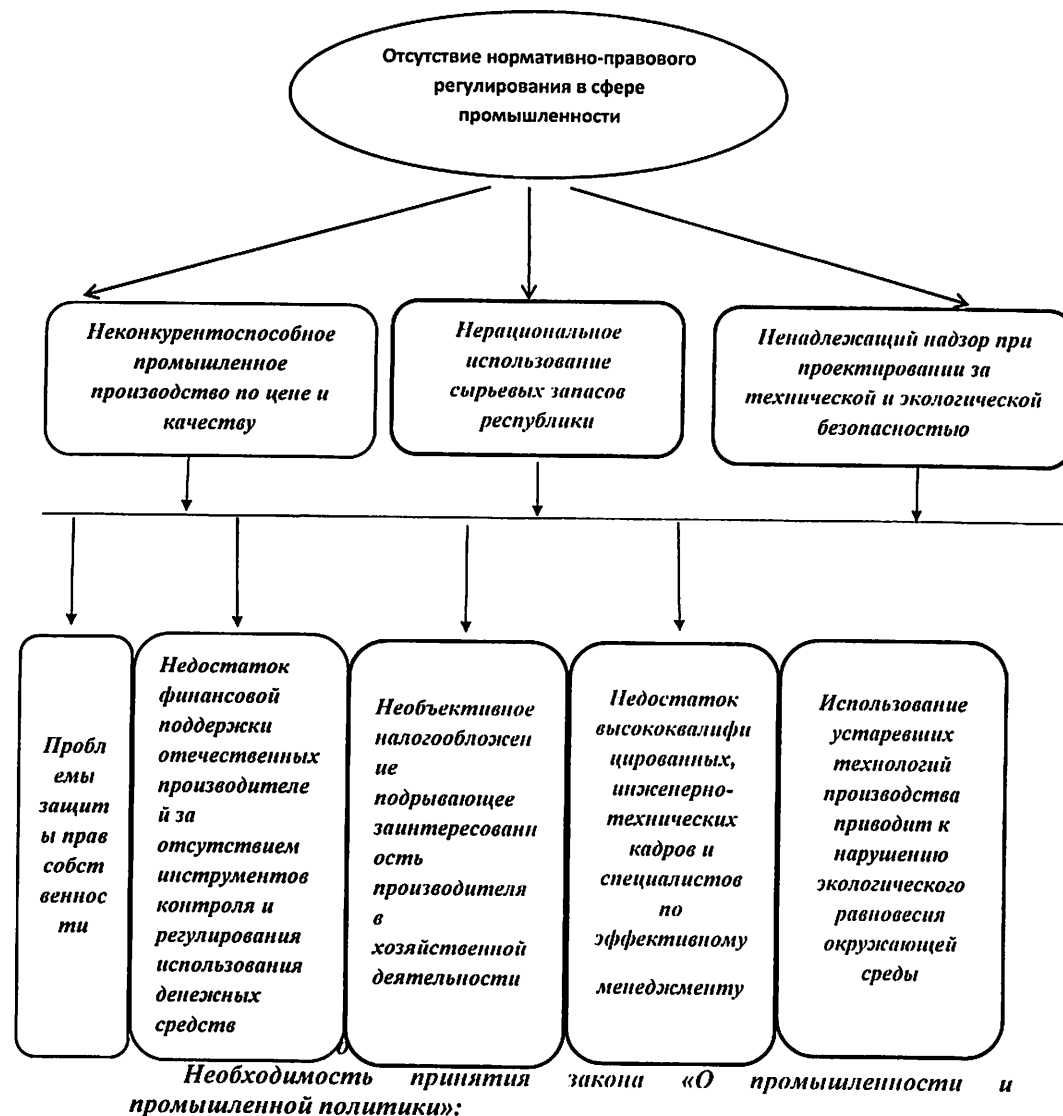 Отсутствие нормативно-правового
регулирования в сфере
промышленности
Неконкурентоспособное
промышленное
производство по цене и
качеству
Нерациональное
использование
сырьевых запасов
республики
Ненадлежащий надзор при
проектировании за
технической и экологической
безопасностью
Пробл
емы
защит
ы прав
собст
веннос
ти
Недостаток
финансовой
поддержки
отечественных
производителе
й за
отсутствием
инструментов
контроля и
регулирования
использования
денежных
средств
Необъективное
налогообложен
ие
подрывающее
заинтересованн
ость
производителя
в
хозяйственной
деятельности
Недостаток
высококвалифи
цированных,
инженерно-
технических
кадров и
специалистов
по
эффективному
менеджменту
Использование
устаревших
технологий
производства
приводит к
нарушению
экологического
равновесия
окружающей
среды
Необходимость принятия закона «О промышленности и
промышленной политики»: